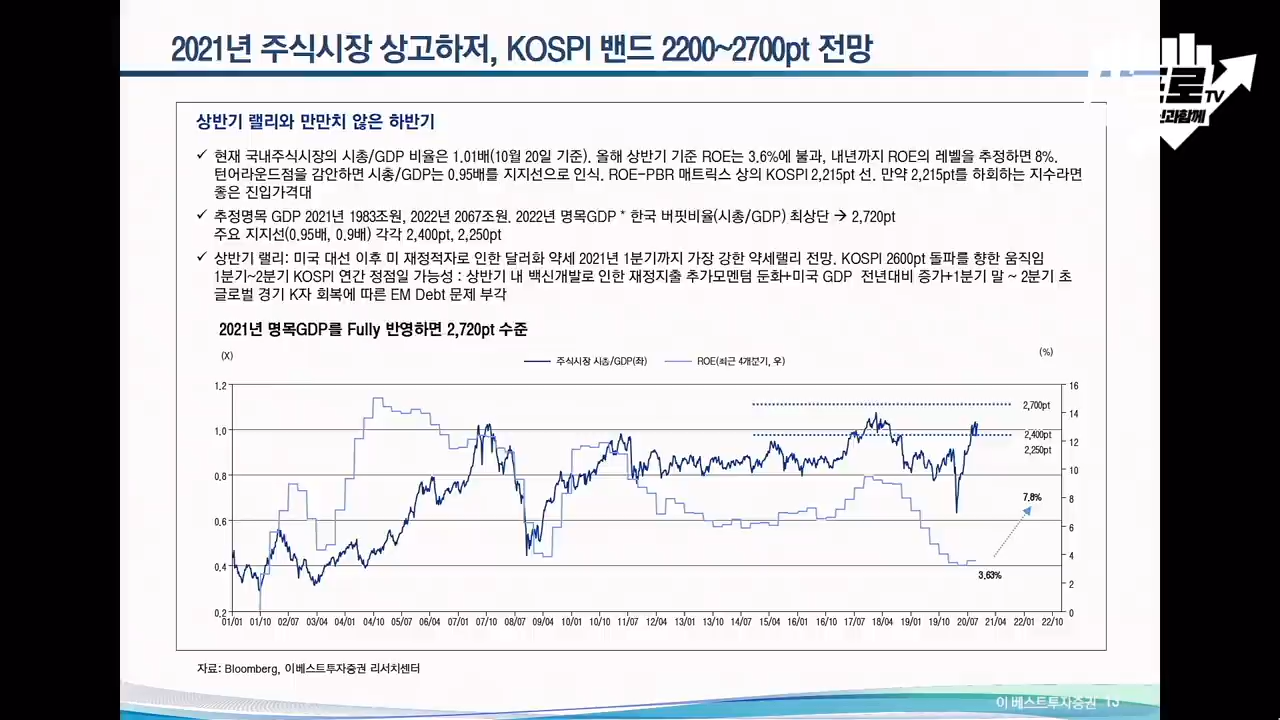 2021년 주식시장 상고하저, KOSPI 밴드 2200~2700pt 전망
로
TV
신과함께
상반기 랠리와 만만치 않은 하반기
✓ 현재 국내주식시장의 시총/GDP 비율은 1.01배(10월 20일 기준). 올해 상반기 기준 ROE는 3.6%에 불과, 내년까지 ROE의 레벨을 추정하면 8%.
턴어라운드점을 감안하면 시총/GDP는 0.95배를 지지선으로 인식. ROE-PBR 매트릭스 상의 KOSPI 2,215pt 선. 만약 2,215pt를 하회하는 지수라면
좋은 진입가격대
✓ 추정명목 GDP 2021년 1983조원, 2022년 2067조원. 2022년 명목GDP * 한국 버핏비율(시총/GDP) 최상단 → 2,720pt
주요 지지선(0.95배, 0.9배) 각각 2,400pt, 2,250pt
✓ 상반기 랠리: 미국 대선 이후 미 재정적자로 인한 달러화 약세 2021년 1분기까지 가장 강한 약세랠리 전망. KOSPI 2600pt 돌파를 향한 움직임
1분기~2분기 KOSPI 연간 정점일 가능성 : 상반기 내 백신개발로 인한 재정지출 추가모멘텀 둔화+미국 GDP 전년대비 증가+1분기 말 ~ 2분기 초
글로벌 경기 K자 회복에 따른 EM Debt 문제 부각
2021년 명목GDP를 Fully 반영하면 2,720pt 수준
(X)
주식시장 시총/GDP(좌)
ROE(최근 4개분기, 우)
(%)
1.2
1.0
0.8
0.6
0.4
0.2
16
14
12
10
8
6
4
2
0
2,700pt
2,400pt
2,250pt
7.8%
3.63%
01/01 01/10 02/07 03/04 04/01 04/10 05/07 06/04 07/01 07/10 08/07 09/04 10/01 10/10 11/07 12/04 13/01 13/10 14/07 15/04 16/01 16/10 17/07 18/04 19/01 19/10 20/07 21/04 22/01 22/10
자료: Bloomberg, 이베스트투자증권 리서치센터
이베스트투자증권 15